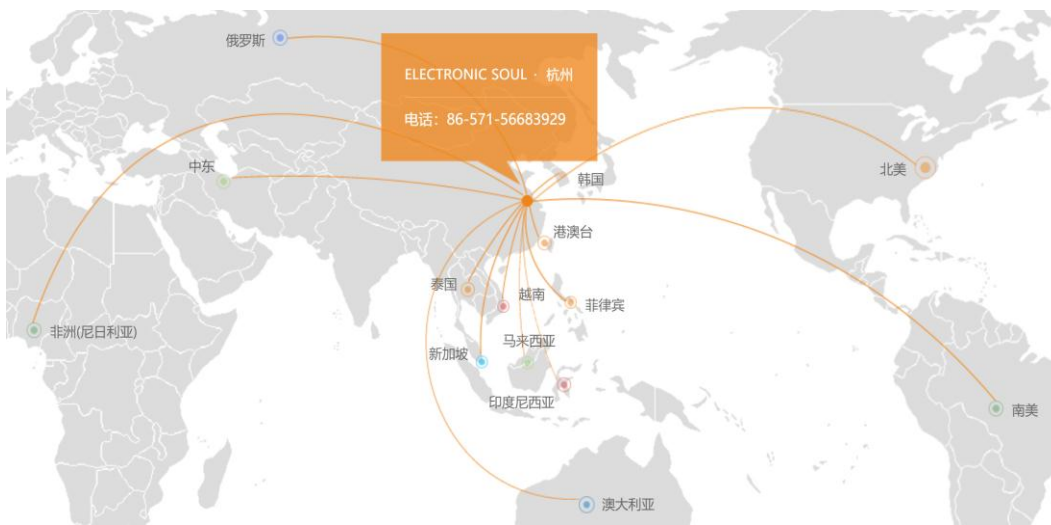 俄罗斯
ELECTRONIC SOUL · 杭州
电话：86-571-56683929
中东
北美
韩国
港澳台
泰国
越南
菲律宾
非洲(尼日利亚)
马来西亚
新加坡
印度尼西亚
南美
澳大利亚